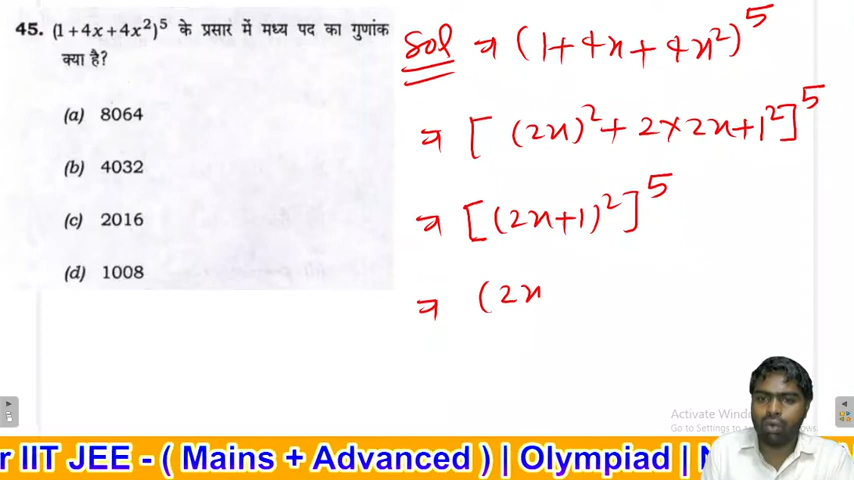 45. (1+4x+4x²)⁵ के प्रसार में मध्य पद का गुणांक
क्या है?
(a) 8064
(b) 4032
(c) 2016
(d) 1008
Sol ⇒ (1+4x+4x²)⁵
⇒ [(2x)²+2×2x+1²]⁵
⇒ [(2x+1)²]⁵
⇒ (2x
Activate Windo
Go to Settings to a
r IIT JEE - ( Mains + Advanced ) | Olympiad | N